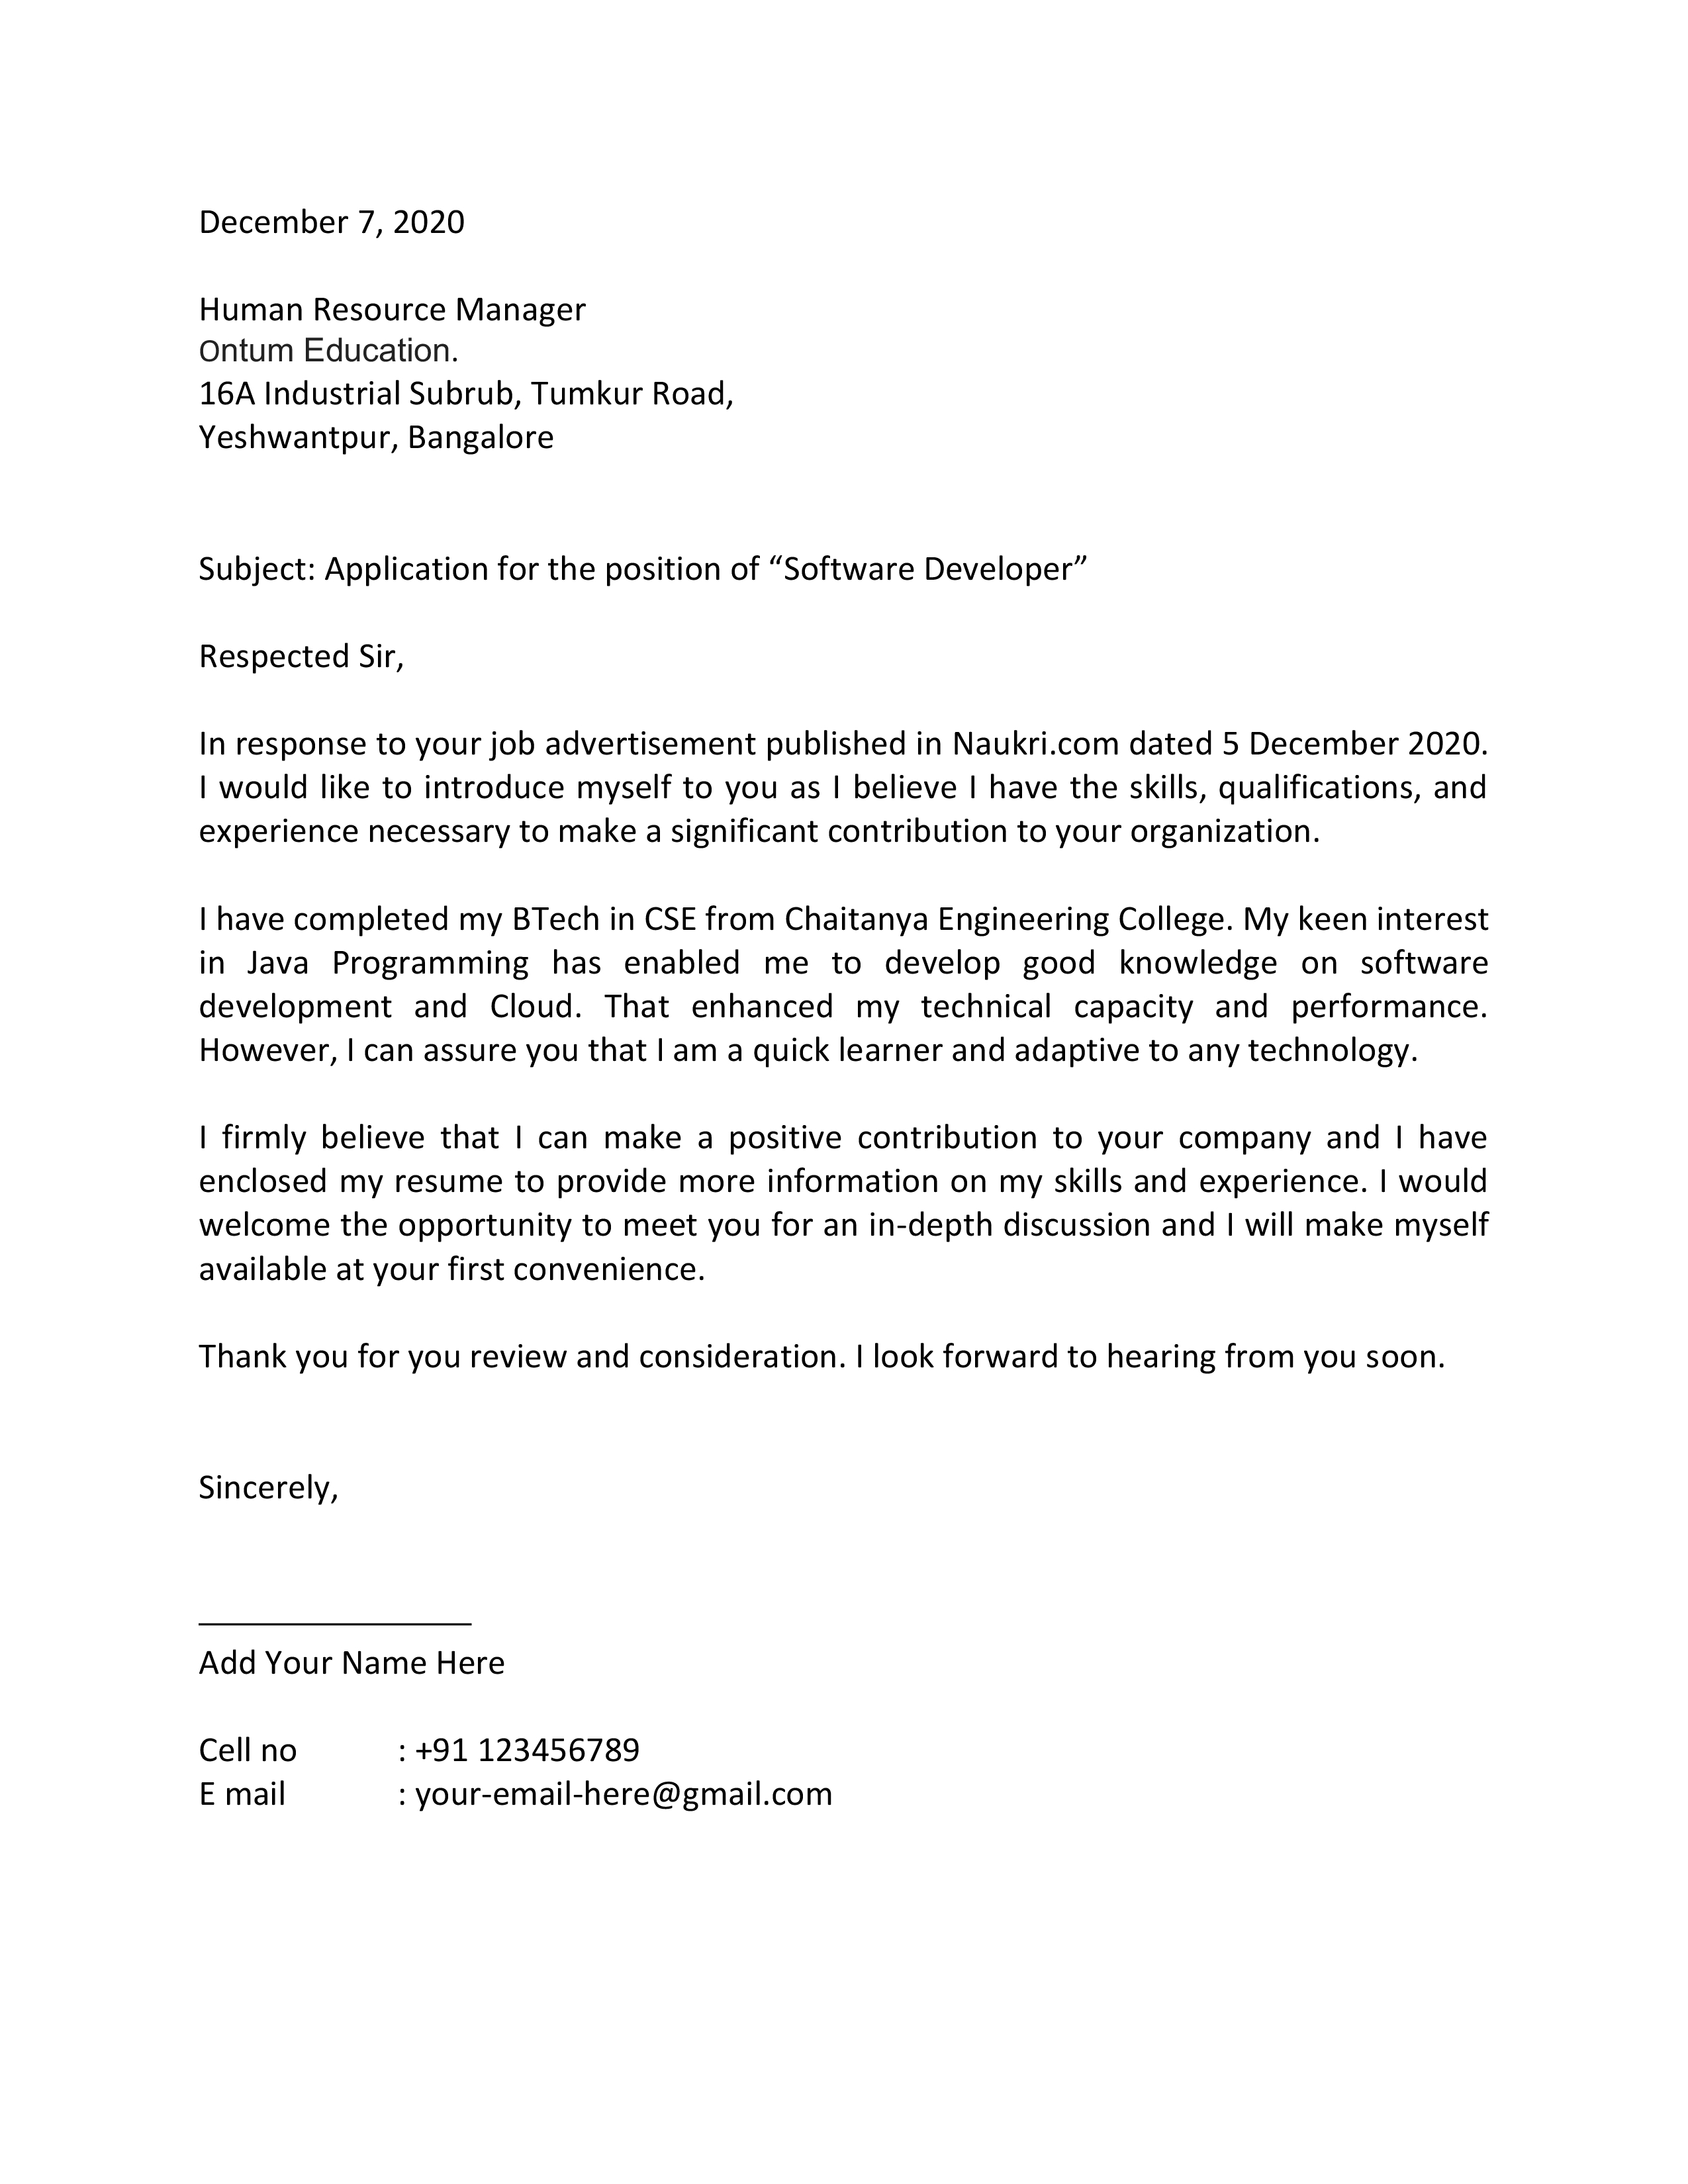 December 7, 2020
Human Resource Manager
Ontum Education.
16A Industrial Subrub, Tumkur Road,
Yeshwantpur, Bangalore
Subject: Application for the position of “Software Developer”
Respected Sir,
In response to your job advertisement published in Naukri.com dated 5 December 2020.
I would like to introduce myself to you as I believe I have the skills, qualifications, and
experience necessary to make a significant contribution to your organization.
I have completed my BTech in CSE from Chaitanya Engineering College. My keen interest
in Java Programming has enabled me to develop good knowledge on software
development and Cloud. That enhanced my technical capacity and performance.
However, I can assure you that I am a quick learner and adaptive to any technology.
I firmly believe that I can make a positive contribution to your company and I have
enclosed my resume to provide more information on my skills and experience. I would
welcome the opportunity to meet you for an in-depth discussion and I will make myself
available at your first convenience.
Thank you for you review and consideration. I look forward to hearing from you soon.
Sincerely,
Add Your Name Here
Cell no : +91 123456789
E mail : your-email-here@gmail.com